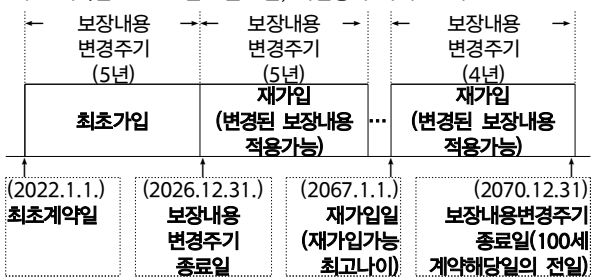 보장내용
변경주기
(5년)
보장내용
변경주기
(5년)
보장내용
변경주기
(4년)
최초가입
재가입
(변경된 보장내용
적용가능)
...
재가입
(변경된 보장내용
적용가능)
(2022.1.1.)
최초계약일
(2026.12.31.)
보장내용
변경주기
종료일
(2067.1.1.)
재가입일
(재가입가능
최고나이)
(2070.12.31)
보장내용변경주기
종료일(100세
계약해당일의 전일)